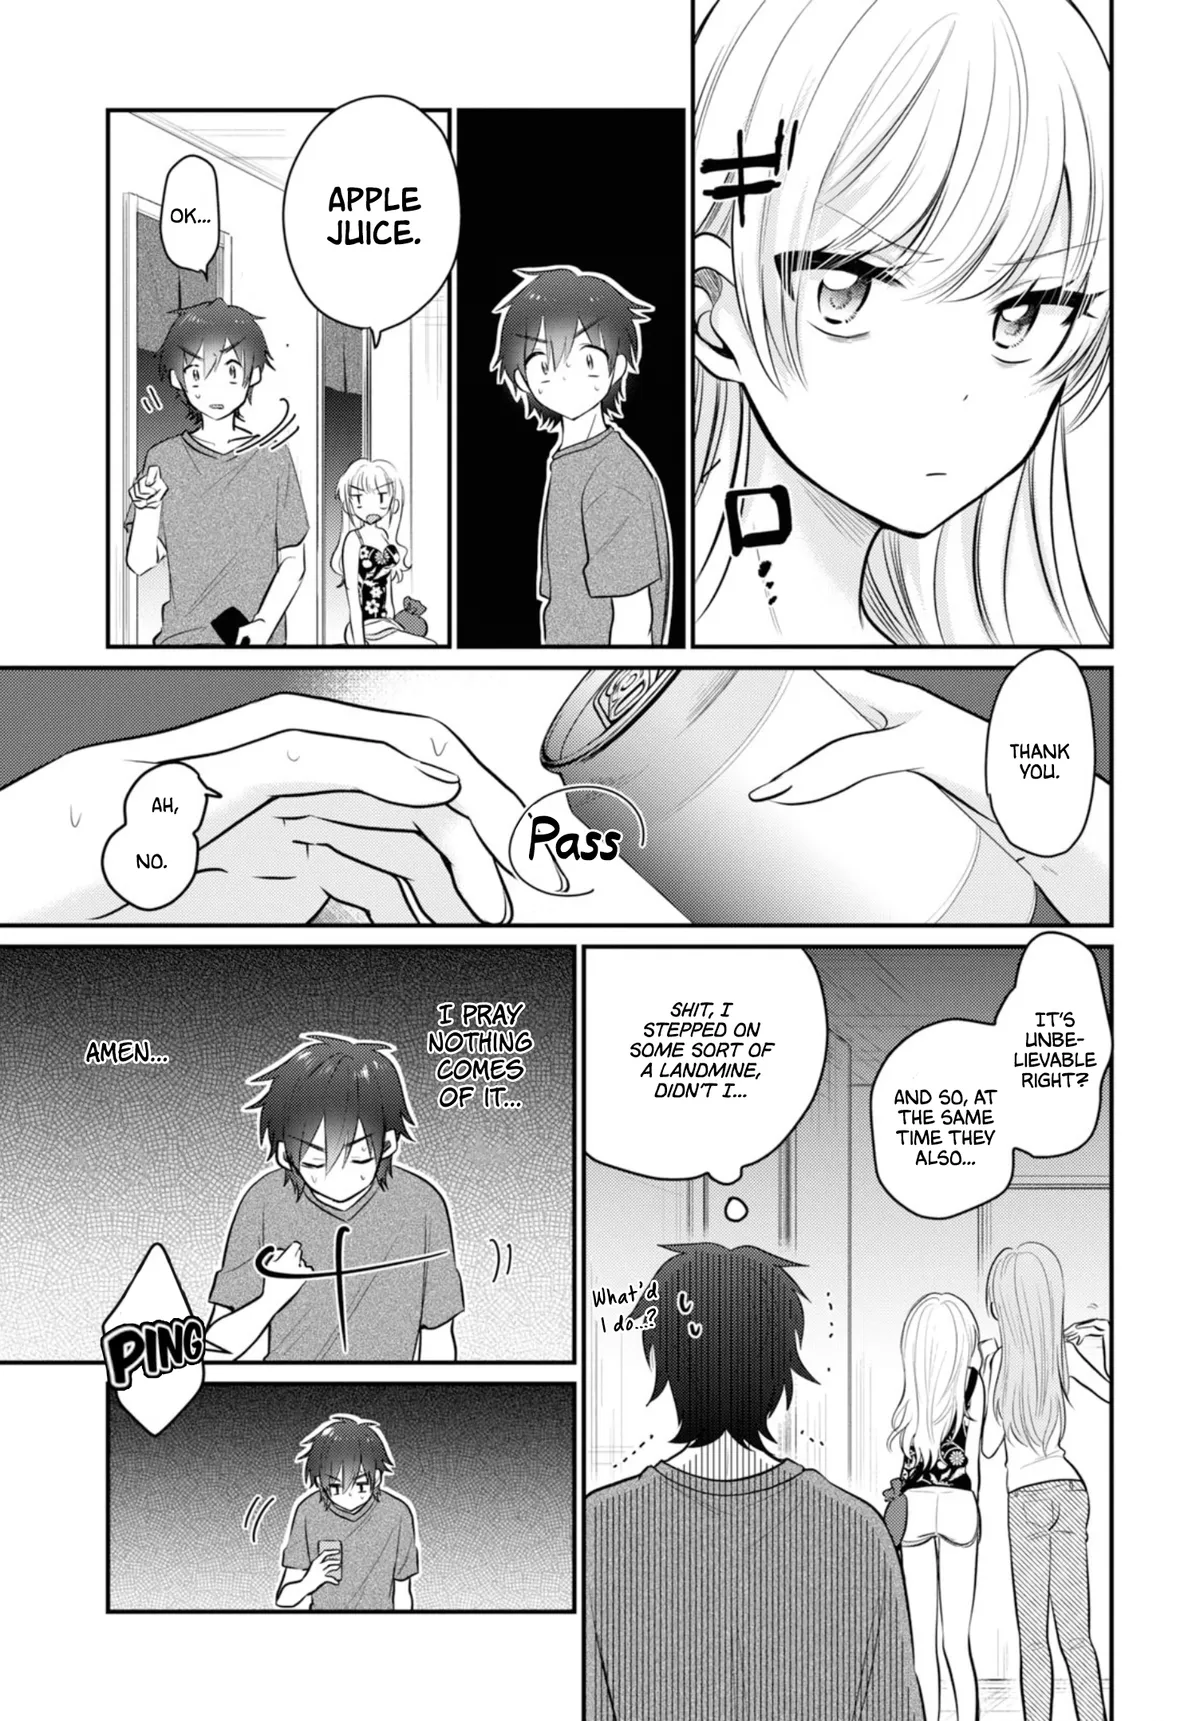 ギ
ロ
APPLE
JUICE.
OK...
THANK
YOU.
Pass
AH,
NO.
IT'S
UNBE-
LIEVABLE
RIGHT?
AND SO, AT
THE SAME
TIME THEY
ALSO...
SHIT, I
STEPPED ON
SOME SORT OF
A LANDMINE,
DIDN'T I...
What'd
I do...?
I PRAY
NOTHING
COMES
OF IT...
AMEN...
PING